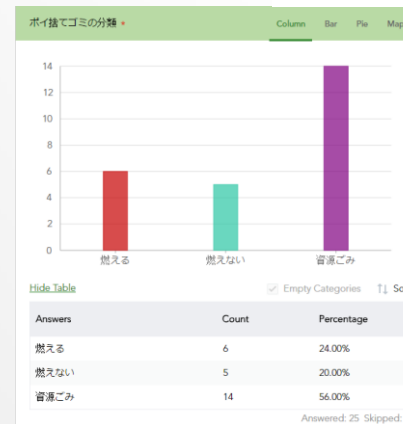 ポイ捨てゴミの分類 •
Column Bar Pie Map
14
12
10
8
6
4
2
0
燃える 燃えない 資源ごみ
Hide Table Empty Categories ↑↓ So
Answers Count Percentage
燃える 6 24.00%
燃えない 5 20.00%
資源ごみ 14 56.00%
Answered: 25 Skipped: